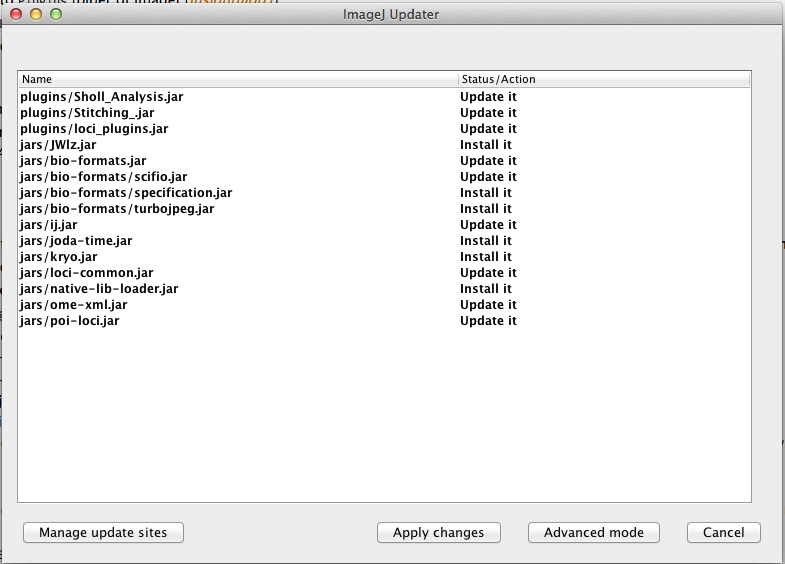 ImageJ Updater
Name Status/Action
plugins/Sholl_Analysis.jar Update it
plugins/Stitching_.jar Update it
plugins/loci_plugins.jar Update it
jars/JWlz.jar Install it
jars/bio-formats.jar Update it
jars/bio-formats/scifio.jar Update it
jars/bio-formats/specification.jar Install it
jars/bio-formats/turbojpeg.jar Install it
jars/ij.jar Update it
jars/joda-time.jar Install it
jars/kryo.jar Install it
jars/loci-common.jar Update it
jars/native-lib-loader.jar Install it
jars/ome-xml.jar Update it
jars/poi-loci.jar Update it
Manage update sites Apply changes Advanced mode Cancel